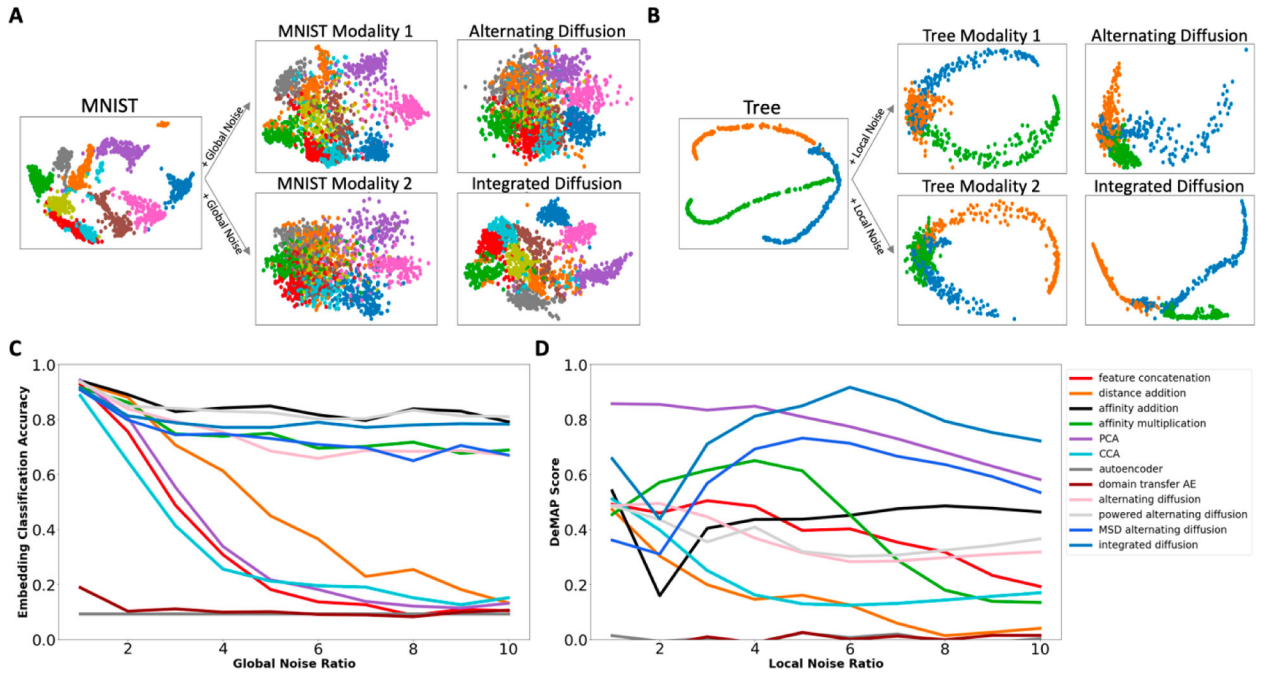 A
MNIST
+ Global Noise
+ Global Noise
MNIST Modality 1
Alternating Diffusion
MNIST Modality 2
Integrated Diffusion
B
Tree
+ Local Noise
+ Local Noise
Tree Modality 1
Alternating Diffusion
Tree Modality 2
Integrated Diffusion
C
Embedding Classification Accuracy
1.0
0.8
0.6
0.4
0.2
0.0
2 4 6 8 10
Global Noise Ratio
D
DeMAP Score
1.0
0.8
0.6
0.4
0.2
0.0
2 4 6 8 10
Local Noise Ratio
feature concatenation
distance addition
affinity addition
affinity multiplication
PCA
CCA
autoencoder
domain transfer AE
alternating diffusion
powered alternating diffusion
MSD alternating diffusion
integrated diffusion